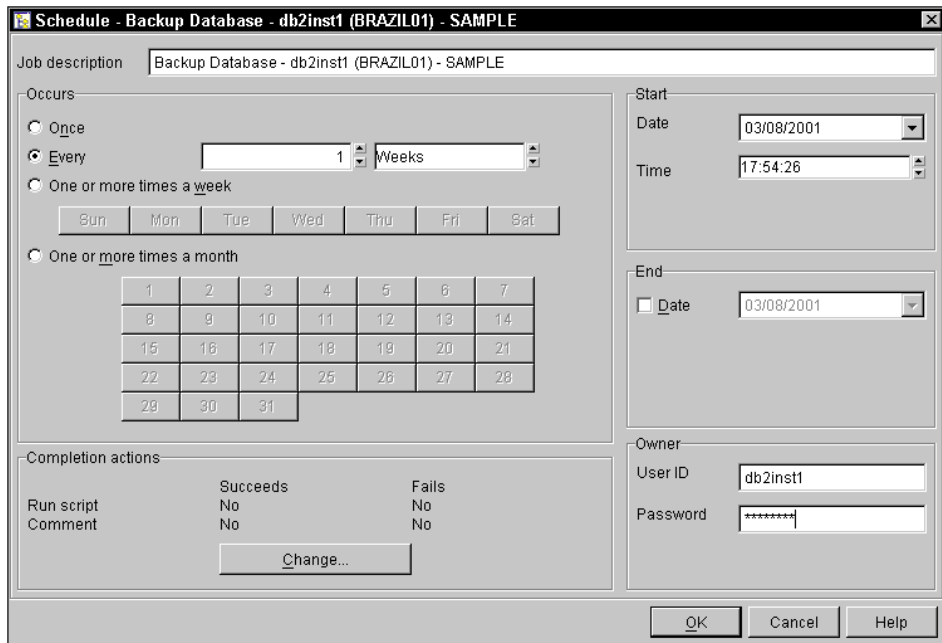 Schedule - Backup Database - db2inst1 (BRAZIL01) - SAMPLE
Job description Backup Database - db2inst1 (BRAZIL01) - SAMPLE
Occurs
Once
Every 1 Weeks
One or more times a week
Sun Mon Tue Wed Thu Fri Sat
One or more times a month
1 2 3 4 5 6 7
8 9 10 11 12 13 14
15 16 17 18 19 20 21
22 23 24 25 26 27 28
29 30 31
Start
Date 03/08/2001
Time 17:54:26
End
Date 03/08/2001
Completion actions
Succeeds Fails
Run script No No
Comment No No
Change...
Owner
User ID db2inst1
Password ********
OK Cancel Help